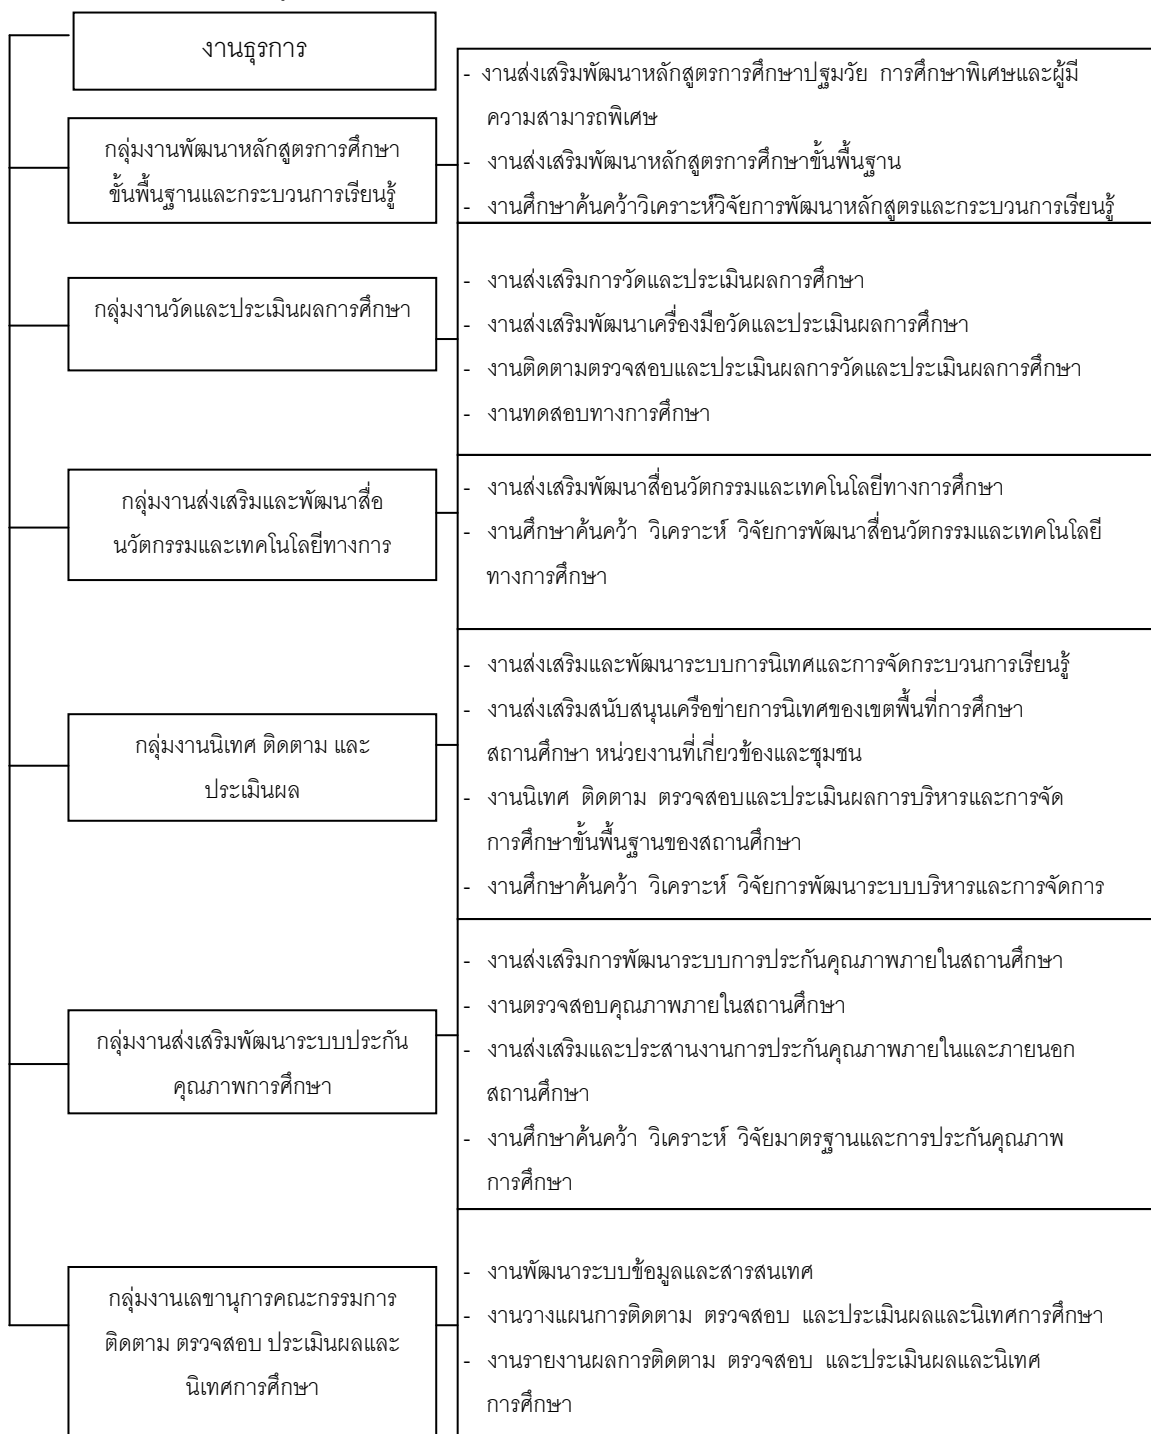 งานธุรการ
กลุ่มงานพัฒนาหลักสูตรการศึกษา
ขั้นพื้นฐานและกระบวนการเรียนรู้
- งานส่งเสริมพัฒนาหลักสูตรการศึกษาปฐมวัย การศึกษาพิเศษและผู้มี
ความสามารถพิเศษ
- งานส่งเสริมพัฒนาหลักสูตรการศึกษาขั้นพื้นฐาน
- งานศึกษาค้นคว้าวิเคราะห์วิจัยการพัฒนาหลักสูตรและกระบวนการเรียนรู้
กลุ่มงานวัดและประเมินผลการศึกษา
- งานส่งเสริมการวัดและประเมินผลการศึกษา
- งานส่งเสริมพัฒนาเครื่องมือวัดและประเมินผลการศึกษา
- งานติดตามตรวจสอบและประเมินผลการวัดและประเมินผลการศึกษา
- งานทดสอบทางการศึกษา
กลุ่มงานส่งเสริมและพัฒนาสื่อ
นวัตกรรมและเทคโนโลยีทางการ
- งานส่งเสริมพัฒนาสื่อนวัตกรรมและเทคโนโลยีทางการศึกษา
- งานศึกษาค้นคว้า วิเคราะห์ วิจัยการพัฒนาสื่อนวัตกรรมและเทคโนโลยี
ทางการศึกษา
กลุ่มงานนิเทศ ติดตาม และ
ประเมินผล
- งานส่งเสริมและพัฒนาระบบการนิเทศและการจัดกระบวนการเรียนรู้
- งานส่งเสริมสนับสนุนเครือข่ายการนิเทศของเขตพื้นที่การศึกษา
สถานศึกษา หน่วยงานที่เกี่ยวข้องและชุมชน
- งานนิเทศ ติดตาม ตรวจสอบและประเมินผลการบริหารและการจัด
การศึกษาขั้นพื้นฐานของสถานศึกษา
- งานศึกษาค้นคว้า วิเคราะห์ วิจัยการพัฒนาระบบบริหารและการจัดการ
กลุ่มงานส่งเสริมพัฒนาระบบประกัน
คุณภาพการศึกษา
- งานส่งเสริมการพัฒนาระบบการประกันคุณภาพภายในสถานศึกษา
- งานตรวจสอบคุณภาพภายในสถานศึกษา
- งานส่งเสริมและประสานงานการประกันคุณภาพภายในและภายนอก
สถานศึกษา
- งานศึกษาค้นคว้า วิเคราะห์ วิจัยมาตรฐานและการประกันคุณภาพ
การศึกษา
กลุ่มงานเลขานุการคณะกรรมการ
ติดตาม ตรวจสอบ ประเมินผลและ
นิเทศการศึกษา
- งานพัฒนาระบบข้อมูลและสารสนเทศ
- งานวางแผนการติดตาม ตรวจสอบ และประเมินผลและนิเทศการศึกษา
- งานรายงานผลการติดตาม ตรวจสอบ และประเมินผลและนิเทศ
การศึกษา